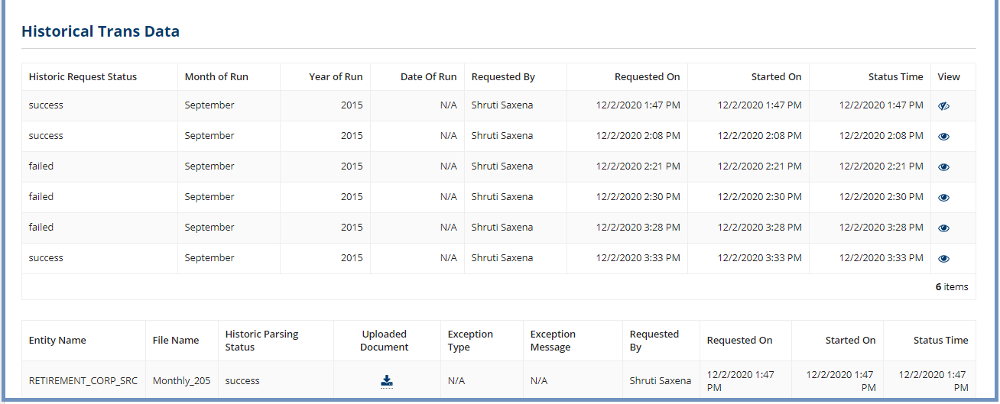 Historical Trans Data
Historic Request Status Month of Run Year of Run Date Of Run Requested By Requested On Started On Status Time View
success September 2015 N/A Shruti Saxena 12/2/2020 1:47 PM 12/2/2020 1:47 PM 12/2/2020 1:47 PM
success September 2015 N/A Shruti Saxena 12/2/2020 2:08 PM 12/2/2020 2:08 PM 12/2/2020 2:08 PM
failed September 2015 N/A Shruti Saxena 12/2/2020 2:21 PM 12/2/2020 2:21 PM 12/2/2020 2:21 PM
failed September 2015 N/A Shruti Saxena 12/2/2020 2:30 PM 12/2/2020 2:30 PM 12/2/2020 2:30 PM
failed September 2015 N/A Shruti Saxena 12/2/2020 3:28 PM 12/2/2020 3:28 PM 12/2/2020 3:28 PM
success September 2015 N/A Shruti Saxena 12/2/2020 3:33 PM 12/2/2020 3:33 PM 12/2/2020 3:33 PM
6 items
Entity Name File Name Historic Parsing Status Uploaded Document Exception Type Exception Message Requested By Requested On Started On Status Time
RETIREMENT_CORP_SRC Monthly_205 success N/A N/A Shruti Saxena 12/2/2020 1:47 PM 12/2/2020 1:47 PM 12/2/2020 1:47 PM